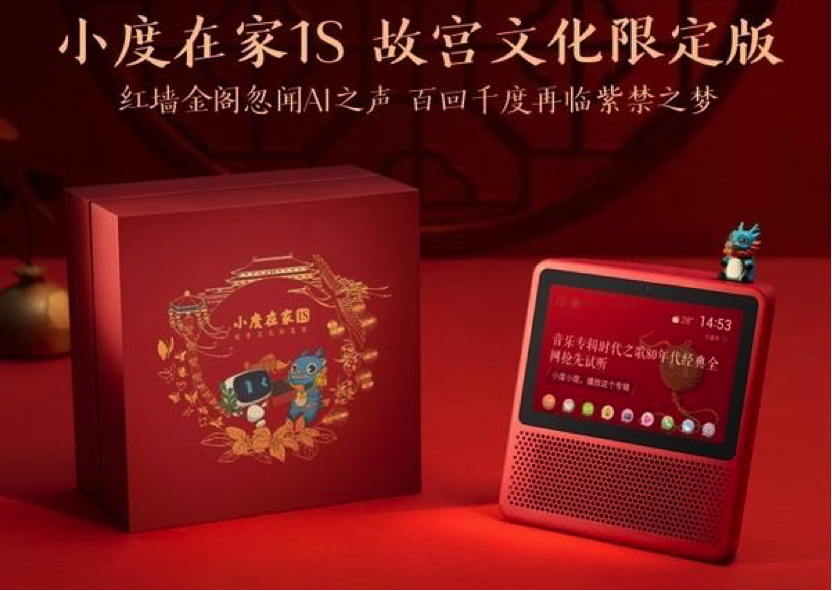 小度在家1S 故宫文化限定版
红墙金阁忽闻AI之声 百回千度再临紫禁之梦
小度在家1S
28° 14:53
音乐专辑时代之歌80年代经典全
网抢先试听
小度小度，播放这个专辑